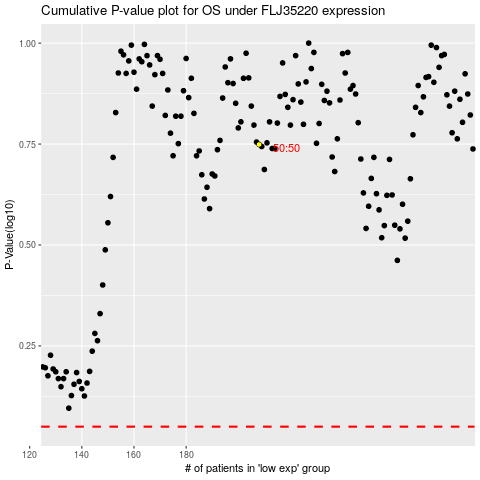 Cumulative P-value plot for OS under FLJ35220 expression
P-Value(log10)
1.00
0.75
0.50
0.25
50:50
120 140 160 180
# of patients in 'low exp' group